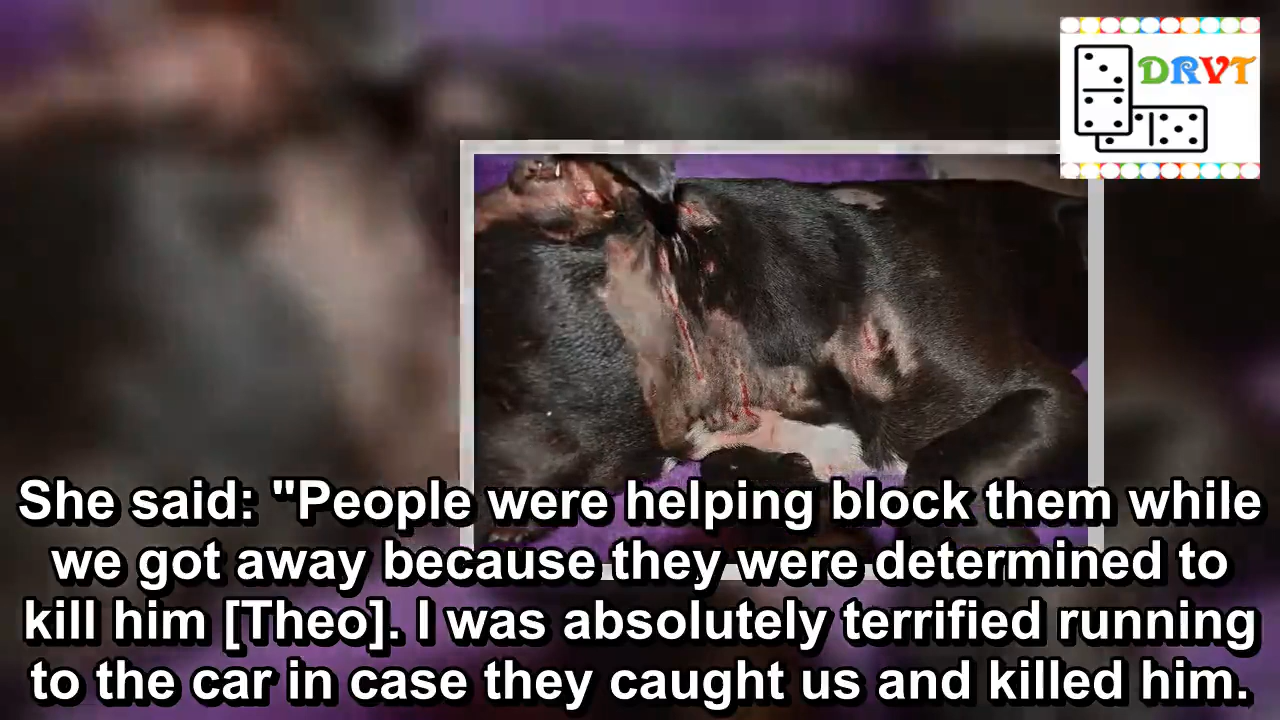 DRVT
She said: "People were helping block them while
we got away because they were determined to
kill him [Theo]. I was absolutely terrified running
to the car in case they caught us and killed him.